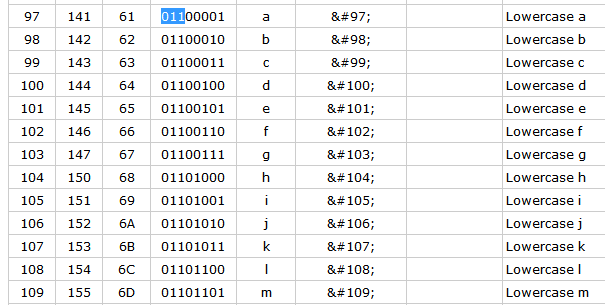 97 141 61 01100001 a &#97; Lowercase a
98 142 62 01100010 b &#98; Lowercase b
99 143 63 01100011 c &#99; Lowercase c
100 144 64 01100100 d &#100; Lowercase d
101 145 65 01100101 e &#101; Lowercase e
102 146 66 01100110 f &#102; Lowercase f
103 147 67 01100111 g &#103; Lowercase g
104 150 68 01101000 h &#104; Lowercase h
105 151 69 01101001 i &#105; Lowercase i
106 152 6A 01101010 j &#106; Lowercase j
107 153 6B 01101011 k &#107; Lowercase k
108 154 6C 01101100 l &#108; Lowercase l
109 155 6D 01101101 m &#109; Lowercase m